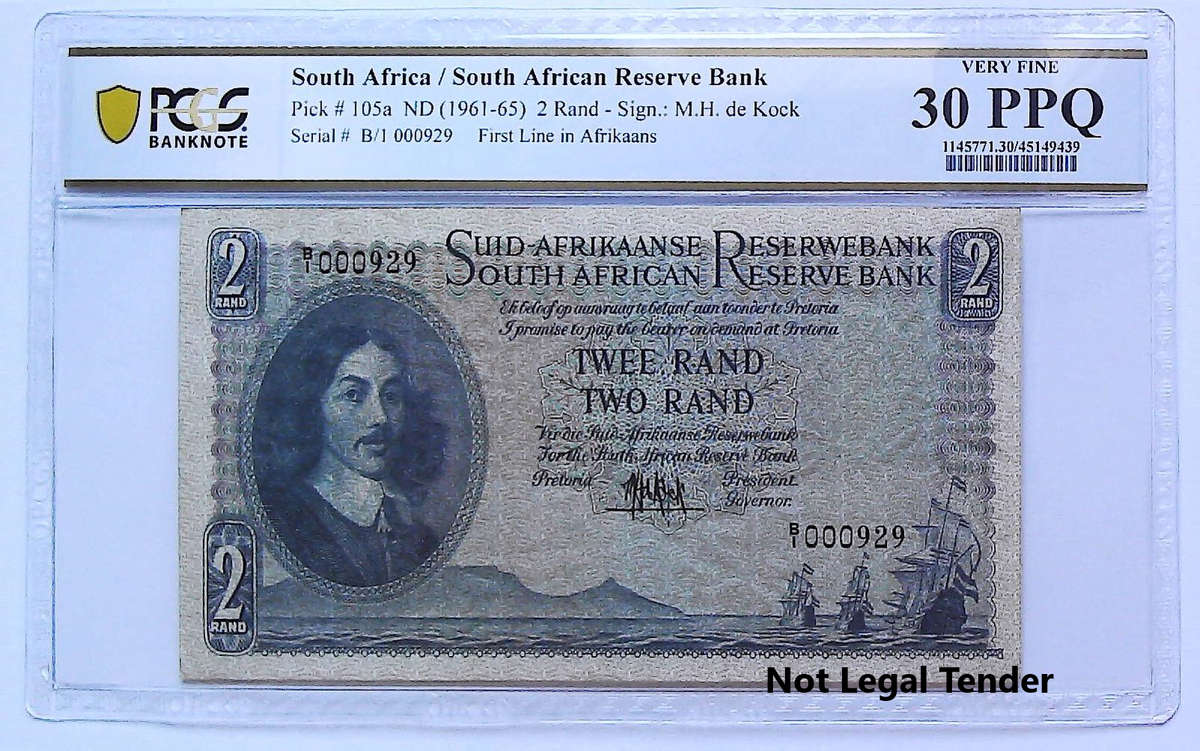 PCGS
BANKNOTE
South Africa / South African Reserve Bank
Pick # 105a ND (1961-65) 2 Rand - Sign.: M.H. de Kock
Serial # B/1 000929 First Line in Afrikaans
VERY FINE
30 PPQ
1145771.30/45149439
2
RAND
B/1 000929
SUID-AFRIKAANSE RESERWEBANK
SOUTH AFRICAN RESERVE BANK
2
RAND
Ek beloof op aanvraag te betaal aan toonder te Pretoria
I promise to pay the bearer on demand at Pretoria
TWEE RAND
TWO RAND
Vir die Suid-Afrikaanse Reserwebank
For the South African Reserve Bank
Pretoria
President.
Governor.
B/1 000929
2
RAND
Not Legal Tender